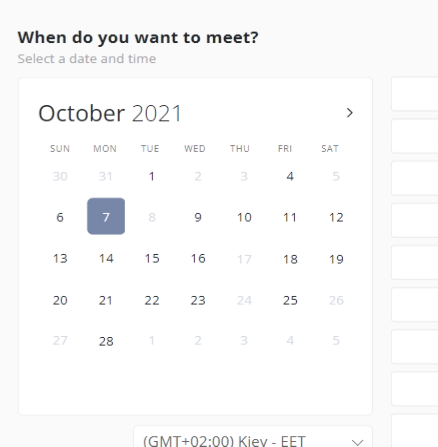 When do you want to meet?
Select a date and time
October 2021
SUN MON TUE WED THU FRI SAT
30 31 1 2 3 4 5
6 7 8 9 10 11 12
13 14 15 16 17 18 19
20 21 22 23 24 25 26
27 28 1 2 3 4 5
(GMT+02:00) Kiev - EET